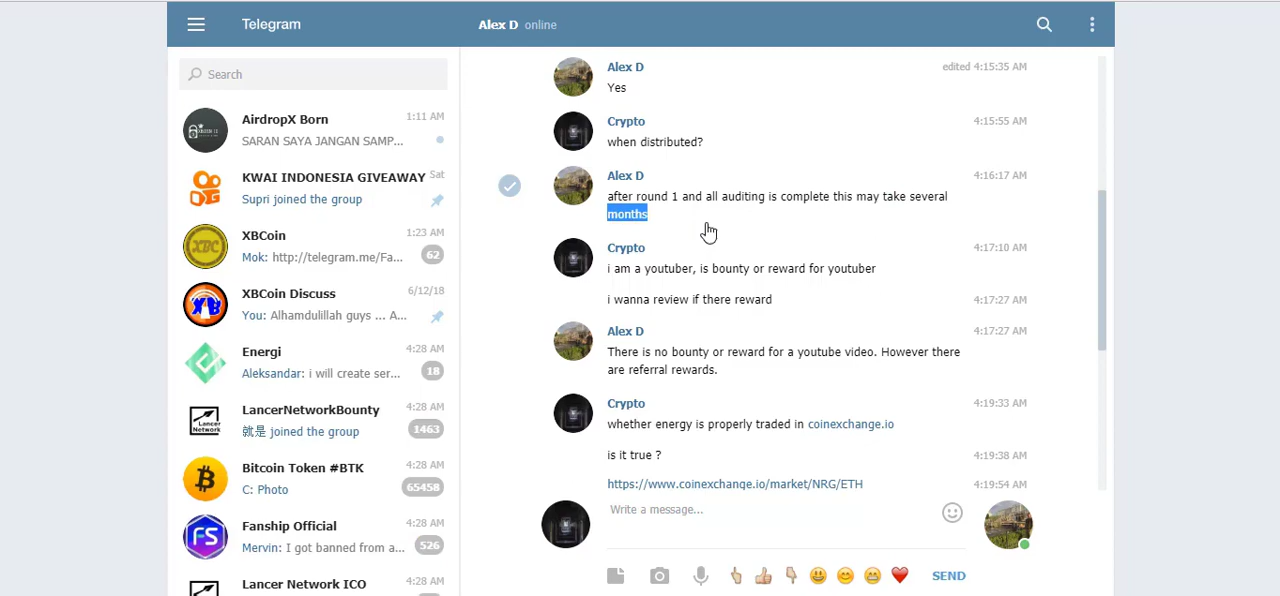 Telegram
Alex D online
Search
AirdropX Born 1:11 AM
SARAN SAYA JANGAN SAMP...
KWAI INDONESIA GIVEAWAY Sat
Supri joined the group
XBCoin 1:23 AM
Mok: http://telegram.me/Fa... 62
XBCoin Discuss 6/12/18
You: Alhamdulillah guys ... A...
Energi 4:28 AM
Aleksandar: i will create ser... 18
LancerNetworkBounty 4:28 AM
就是 joined the group 1463
Bitcoin Token #BTK 4:28 AM
C: Photo 65458
Fanship Official 4:28 AM
Mervin: I got banned from a... 526
Lancer Network ICO 4:28 AM
Alex D edited 4:15:35 AM
Yes
Crypto 4:15:55 AM
when distributed?
Alex D 4:16:17 AM
after round 1 and all auditing is complete this may take several
months
Crypto 4:17:10 AM
i am a youtuber, is bounty or reward for youtuber
i wanna review if there reward 4:17:27 AM
Alex D 4:17:27 AM
There is no bounty or reward for a youtube video. However there
are referral rewards.
Crypto 4:19:33 AM
whether energy is properly traded in coinexchange.io
is it true ? 4:19:38 AM
https://www.coinexchange.io/market/NRG/ETH 4:19:54 AM
Write a message...
SEND